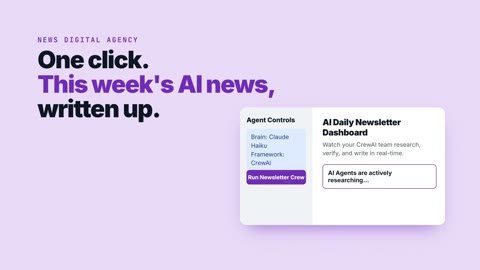 NEWS DIGITAL AGENCY
One click.
This week's AI news,
written up.
Agent Controls
Brain: Claude
Haiku
Framework:
CrewAI
Run Newsletter Crew
AI Daily Newsletter
Dashboard
Watch your CrewAI team research,
verify, and write in real-time.
AI Agents are actively
researching...